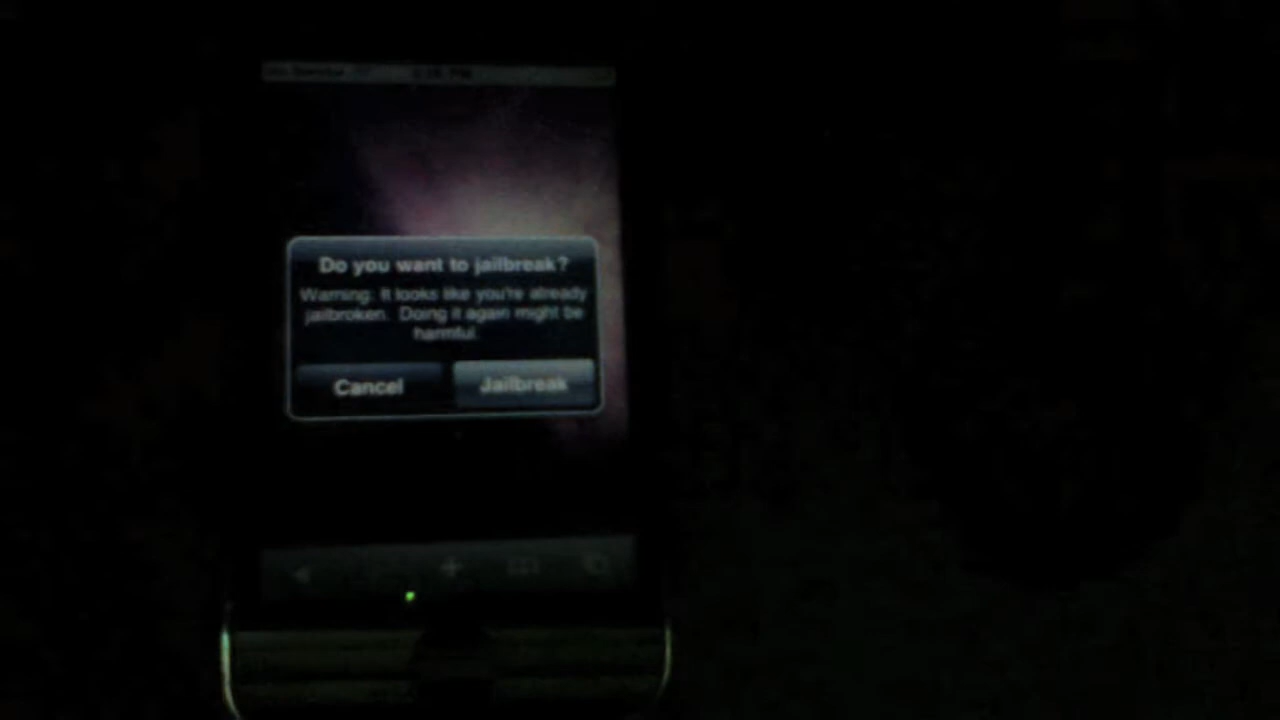 Do you want to jailbreak?
Warning: It looks like you're already
jailbroken. Doing it again might be
harmful.
Cancel
Jailbreak